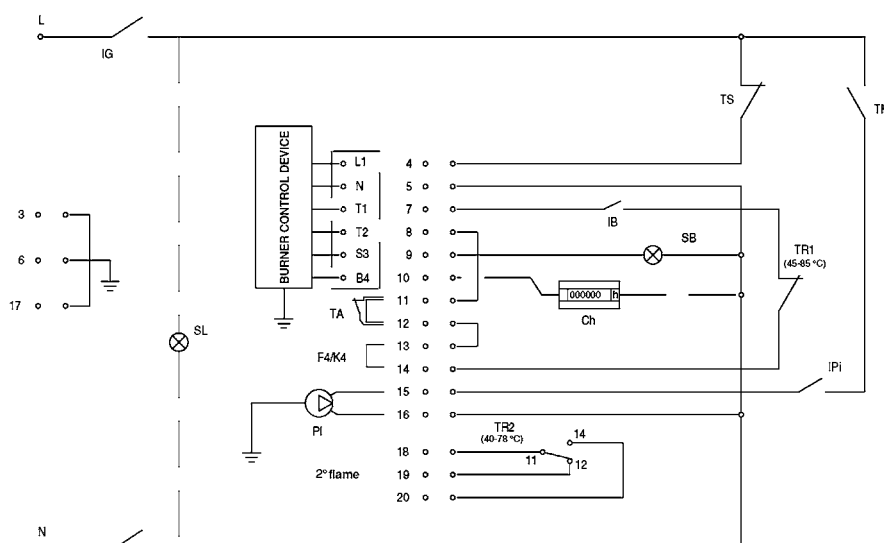 L
IG
TS
TM
BURNER CONTROL DEVICE
L1
4
N
5
T1
7
IB
3
T2
8
S3
9
SB
6
B4
10
TR1
(45-85 °C)
000000 h
17
11
TA
12
Ch
SL
13
F4/K4
14
IPi
15
16
PI
TR2
(40-78 °C)
14
18
11
12
2° flame
19
20
N